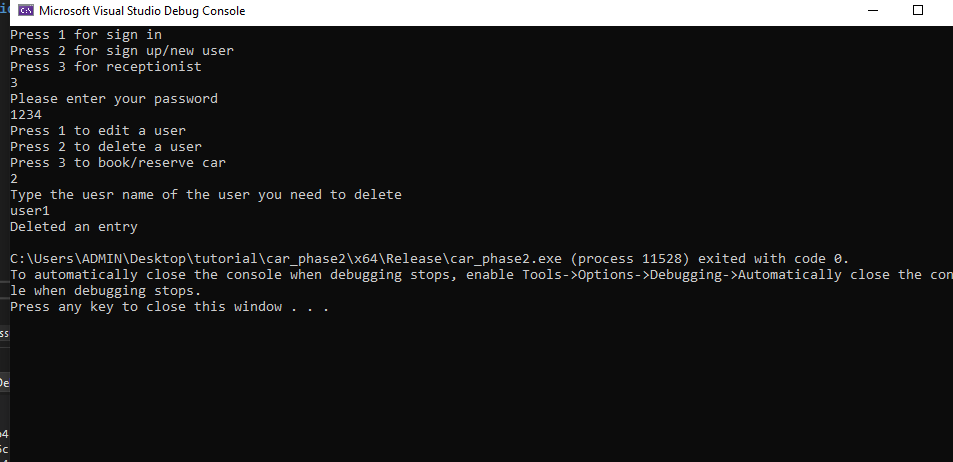 Microsoft Visual Studio Debug Console
Press 1 for sign in
Press 2 for sign up/new user
Press 3 for receptionist
3
Please enter your password
1234
Press 1 to edit a user
Press 2 to delete a user
Press 3 to book/reserve car
2
Type the uesr name of the user you need to delete
user1
Deleted an entry
C:\Users\ADMIN\Desktop\tutorial\car_phase2\x64\Release\car_phase2.exe (process 11528) exited with code 0.
To automatically close the console when debugging stops, enable Tools->Options->Debugging->Automatically close the con
le when debugging stops.
Press any key to close this window . . .